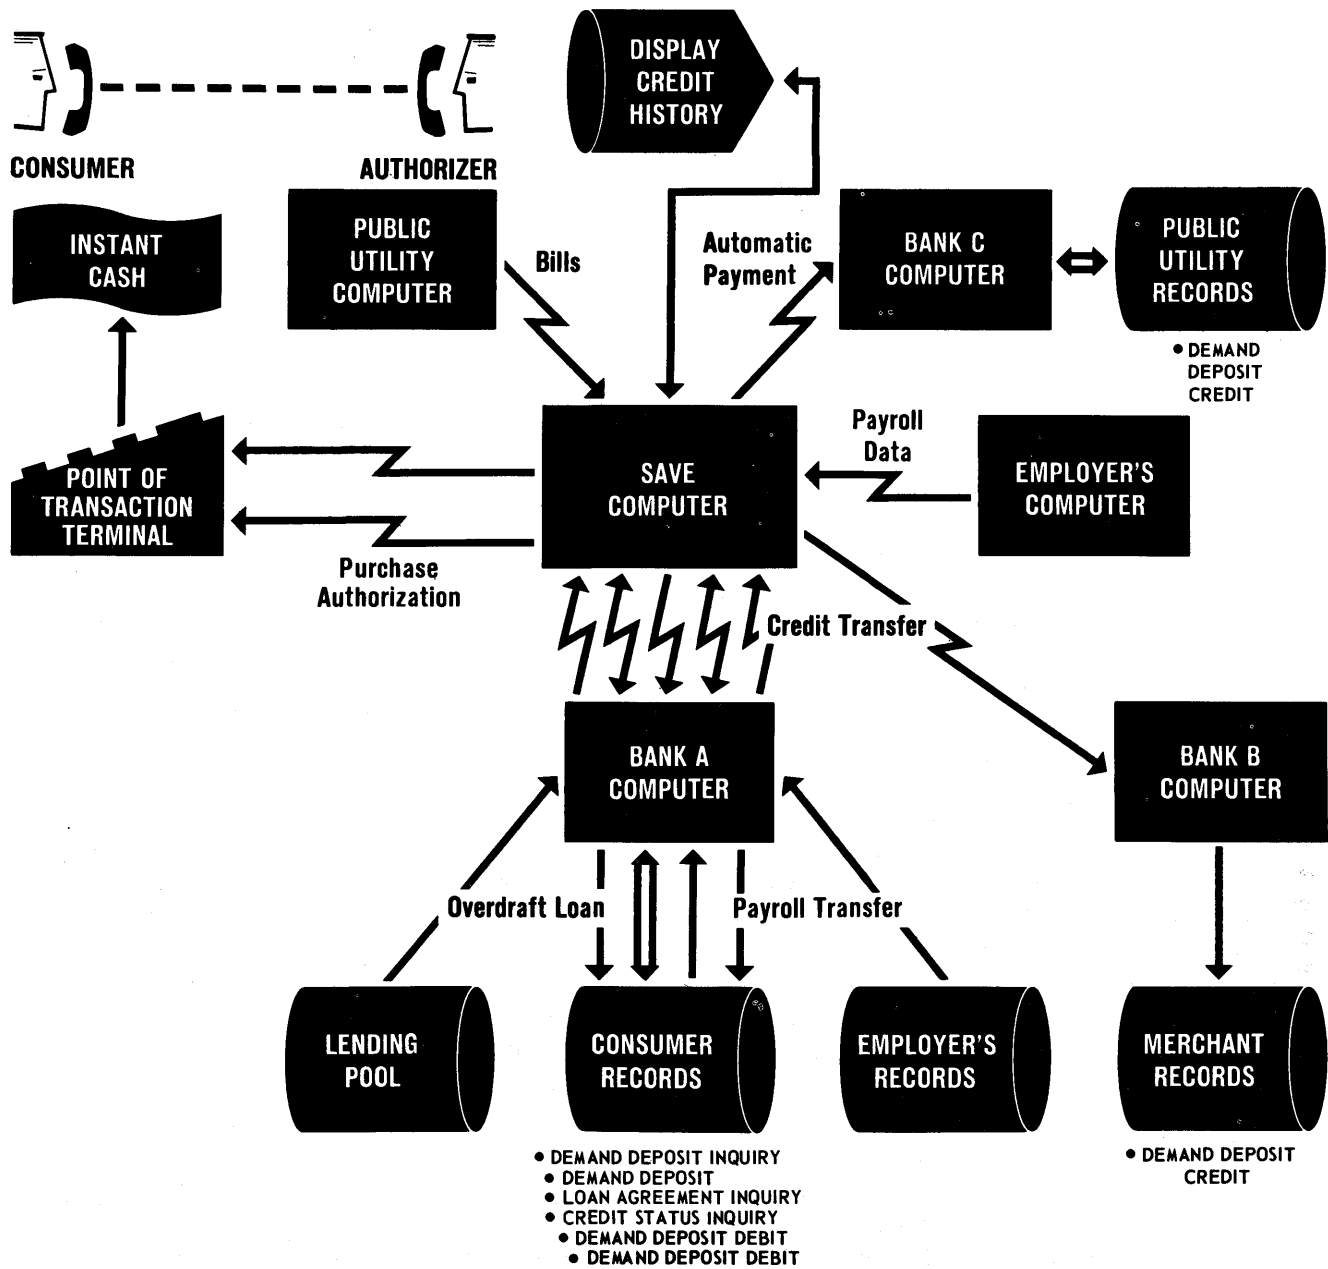 DISPLAY
CREDIT
HISTORY
CONSUMER
AUTHORIZER
INSTANT
CASH
PUBLIC
UTILITY
COMPUTER
Bills
Automatic
Payment
BANK C
COMPUTER
PUBLIC
UTILITY
RECORDS
• DEMAND
DEPOSIT
CREDIT
POINT OF
TRANSACTION
TERMINAL
SAVE
COMPUTER
Payroll
Data
EMPLOYER'S
COMPUTER
Purchase
Authorization
Credit Transfer
BANK A
COMPUTER
BANK B
COMPUTER
Overdraft Loan
Payroll Transfer
LENDING
POOL
CONSUMER
RECORDS
EMPLOYER'S
RECORDS
MERCHANT
RECORDS
• DEMAND DEPOSIT INQUIRY
• DEMAND DEPOSIT
• LOAN AGREEMENT INQUIRY
• CREDIT STATUS INQUIRY
• DEMAND DEPOSIT DEBIT
• DEMAND DEPOSIT DEBIT
• DEMAND DEPOSIT
CREDIT